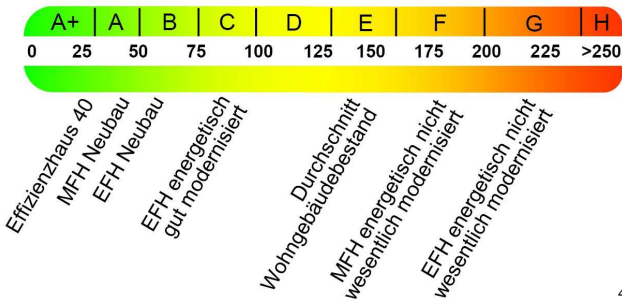 A+ A B C D E F G H
0 25 50 75 100 125 150 175 200 225 >250
Effizienzhaus 40
MFH Neubau
EFH Neubau
EFH energetisch
gut modernisiert
Durchschnitt
Wohngebäudebestand
MFH energetisch nicht
wesentlich modernisiert
EFH energetisch nicht
wesentlich modernisiert